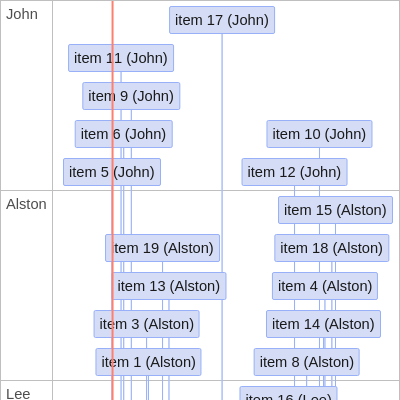 John
item 17 (John)
item 11 (John)
item 9 (John)
item 6 (John)
item 10 (John)
item 5 (John)
item 12 (John)
Alston
item 15 (Alston)
item 19 (Alston)
item 18 (Alston)
item 13 (Alston)
item 4 (Alston)
item 3 (Alston)
item 14 (Alston)
item 1 (Alston)
item 8 (Alston)
Lee
item 16 (Lee)